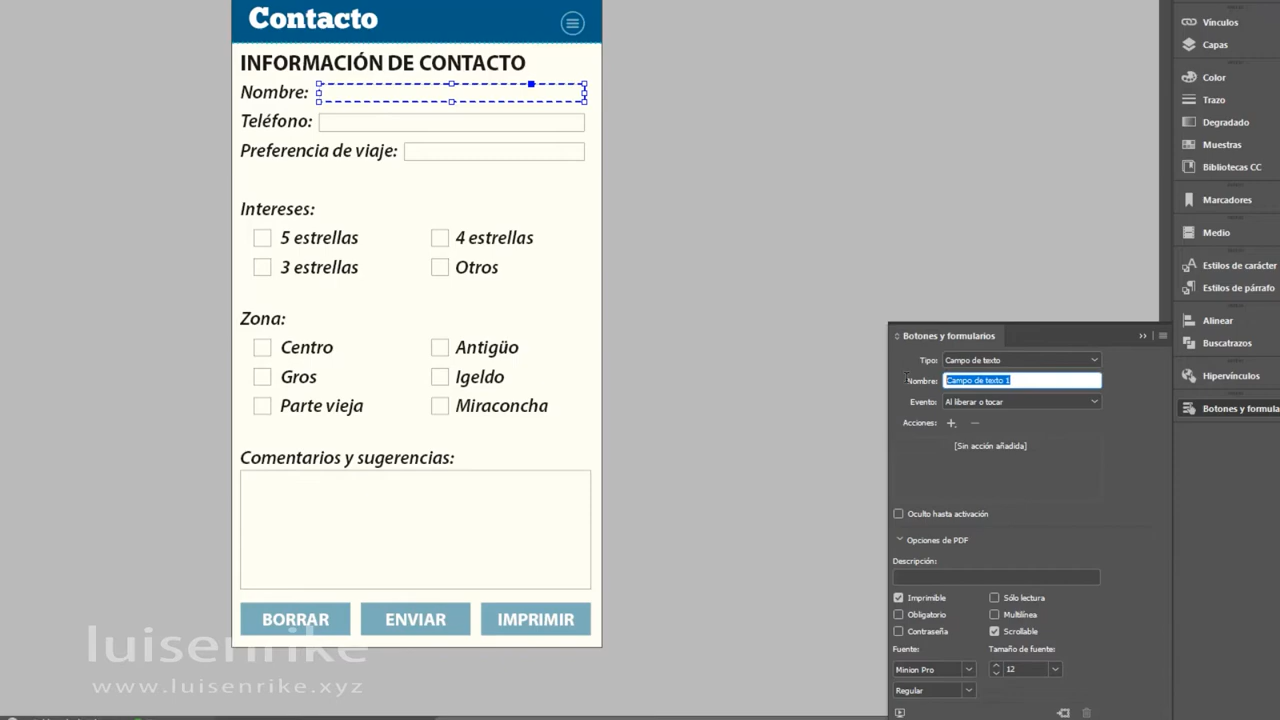 Contacto
INFORMACIÓN DE CONTACTO
Nombre:
Teléfono:
Preferencia de viaje:
Intereses:
5 estrellas
4 estrellas
3 estrellas
Otros
Zona:
Centro
Antigüo
Gros
Igeldo
Parte vieja
Miraconcha
Comentarios y sugerencias:
BORRAR
ENVIAR
IMPRIMIR
luisenrike
www.luisenrike.xyz
Vínculos
Capas
Color
Trazo
Degradado
Muestras
Bibliotecas CC
Marcadores
Medio
Estilos de carácter
Estilos de párrafo
Alinear
Buscatrazos
Hipervínculos
Botones y formula
Botones y formularios
Tipo: Campo de texto
Nombre: Campo de texto 1
Evento: Al liberar o tocar
Acciones:
[Sin acción añadida]
Oculto hasta activación
Opciones de PDF
Descripción:
Imprimible
Sólo lectura
Obligatorio
Multilínea
Contraseña
Scrollable
Fuente:
Tamaño de fuente:
Minion Pro
12
Regular